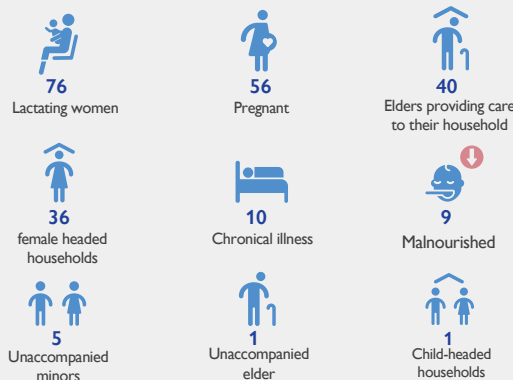 76
Lactating women
56
Pregnant
40
Elders providing care
to their household
36
female headed
households
10
Chronical illness
9
Malnourished
5
Unaccompanied
minors
1
Unaccompanied
elder
1
Child-headed
households